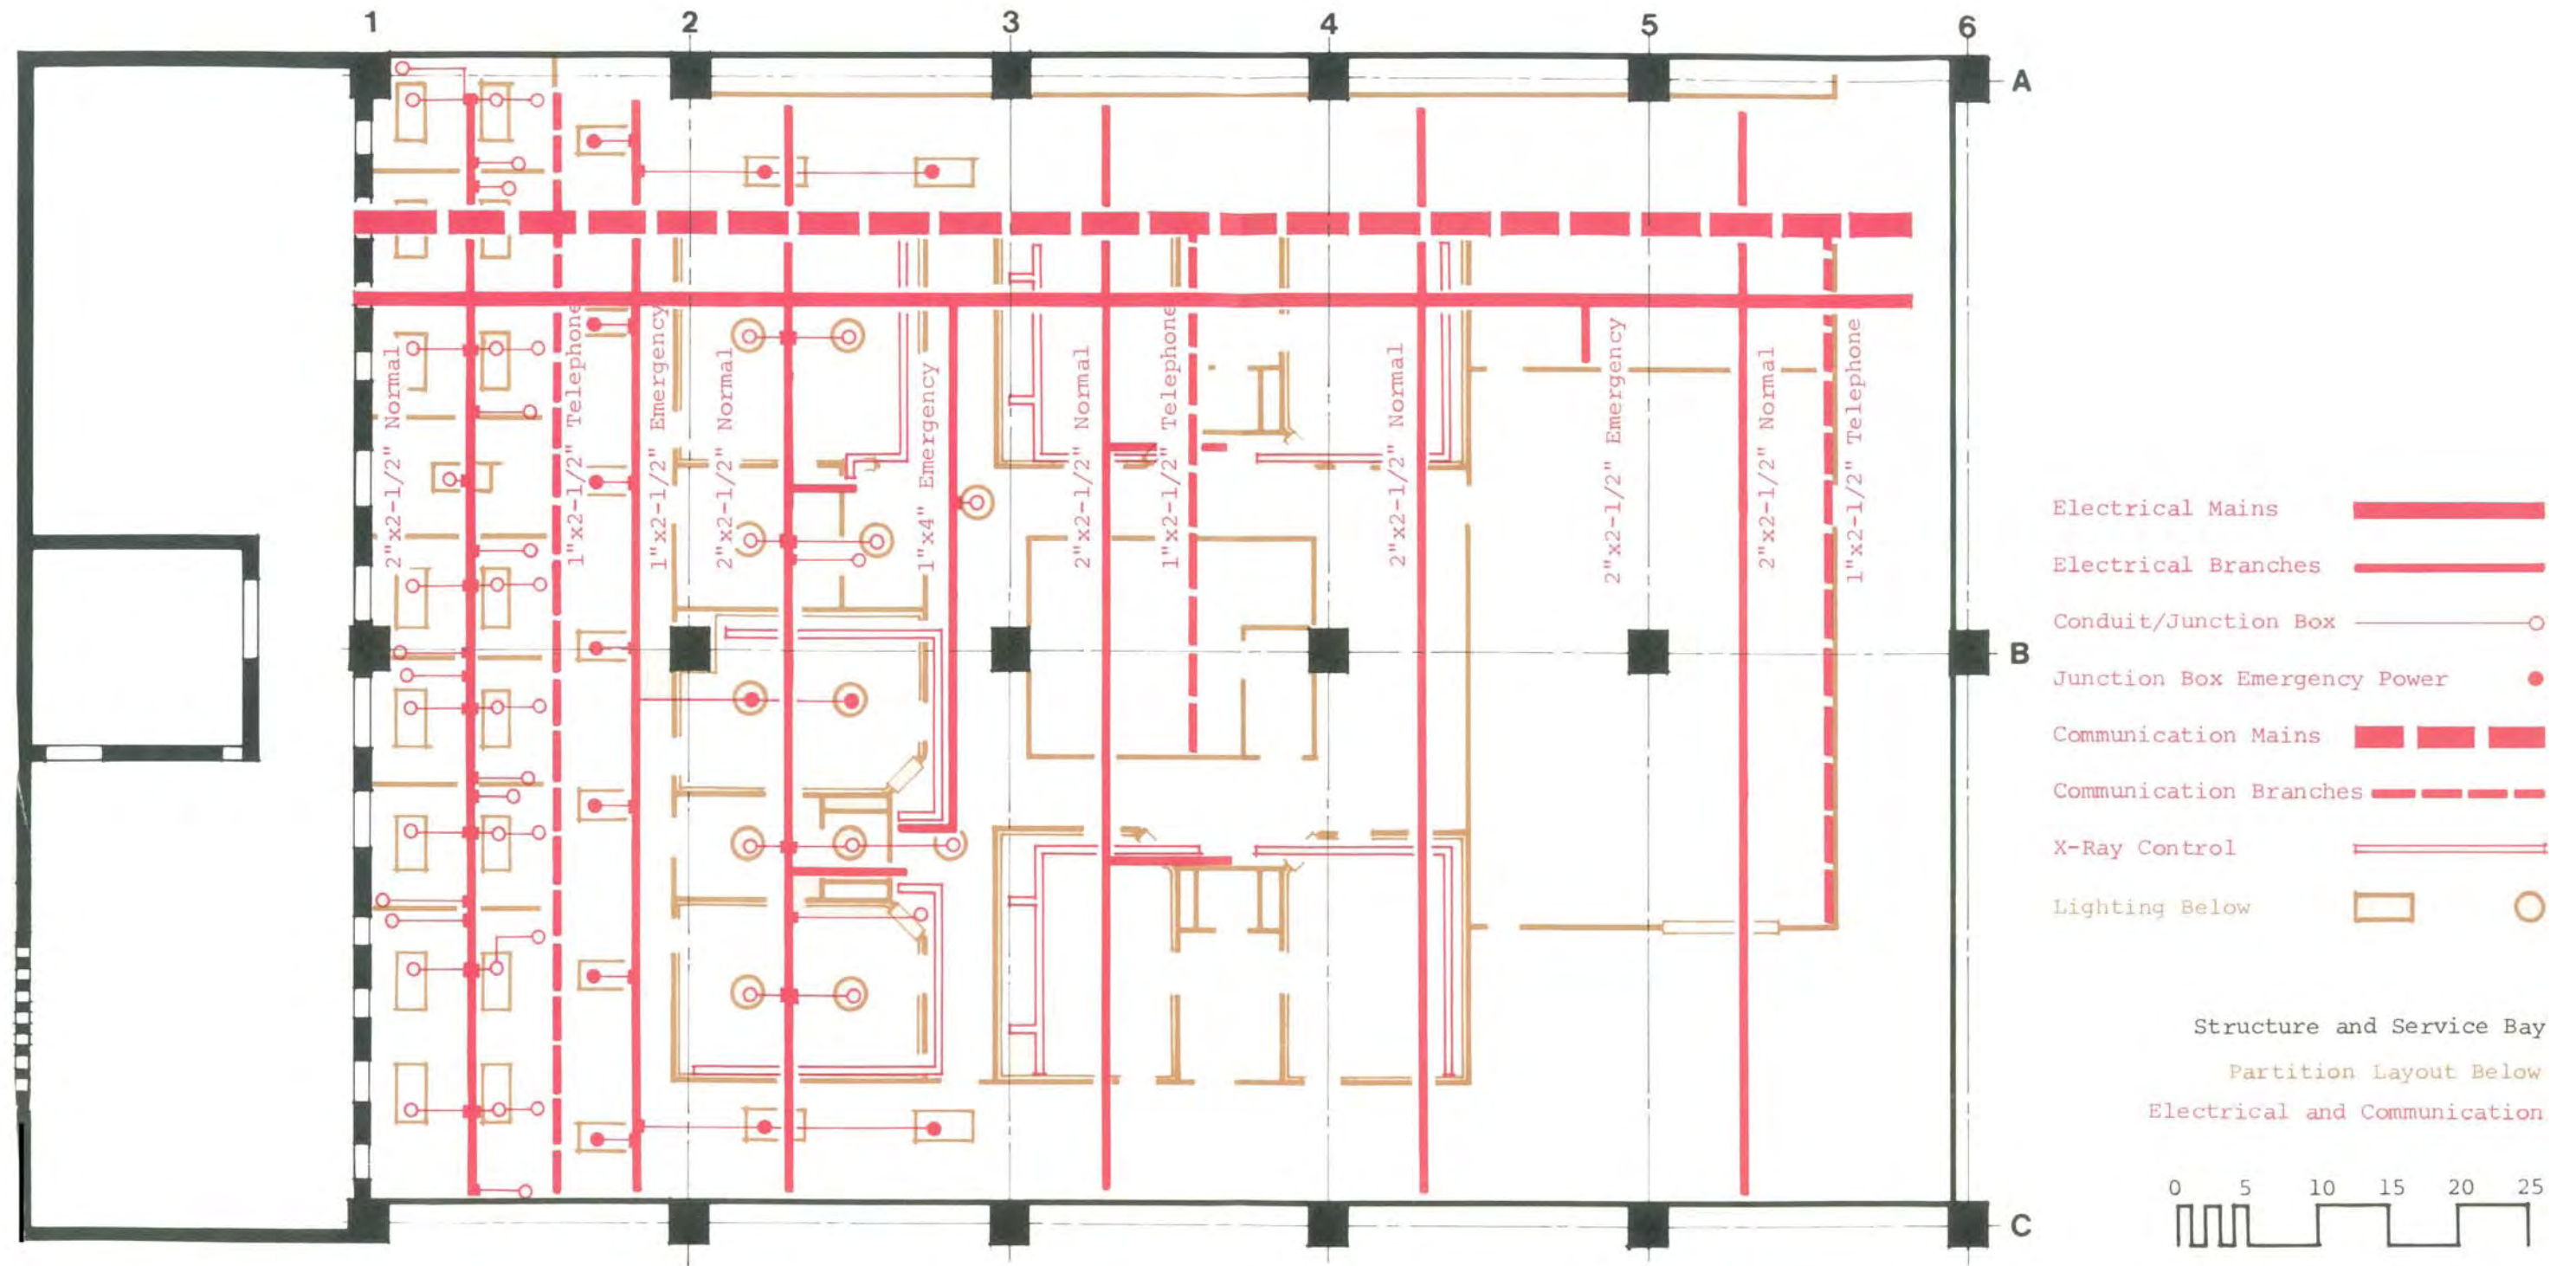 1 2 3 4 5 6
A
2"x2-1/2" Normal
1"x2-1/2" Telephone
1"x2-1/2" Emergency
2"x2-1/2" Normal
1"x4" Emergency
2"x2-1/2" Normal
1"x2-1/2" Telephone
2"x2-1/2" Normal
2"x2-1/2" Emergency
2"x2-1/2" Normal
1"x2-1/2" Telephone
B
C
Electrical Mains
Electrical Branches
Conduit/Junction Box
Junction Box Emergency Power
Communication Mains
Communication Branches
X-Ray Control
Lighting Below
Structure and Service Bay
Partition Layout Below
Electrical and Communication
0 5 10 15 20 25